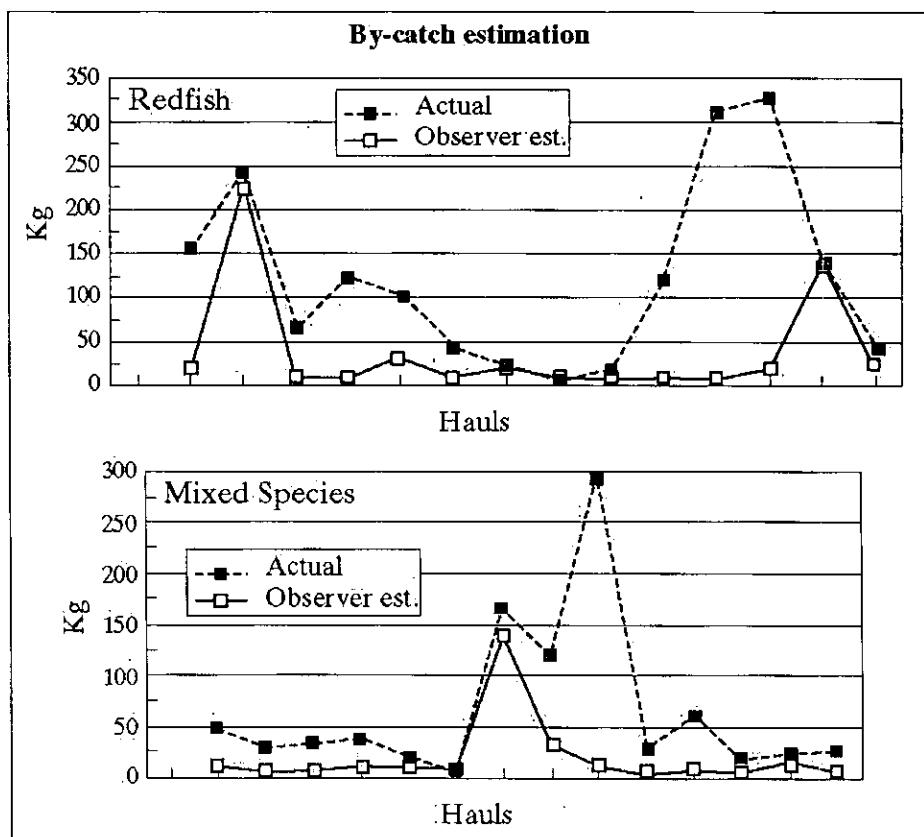 By-catch estimation
Redfish
Actual
Observer est.
350
300
250
200
150
100
50
0
Kg
Hauls
Mixed Species
Actual
Observer est.
300
250
200
150
100
50
0
Kg
Hauls